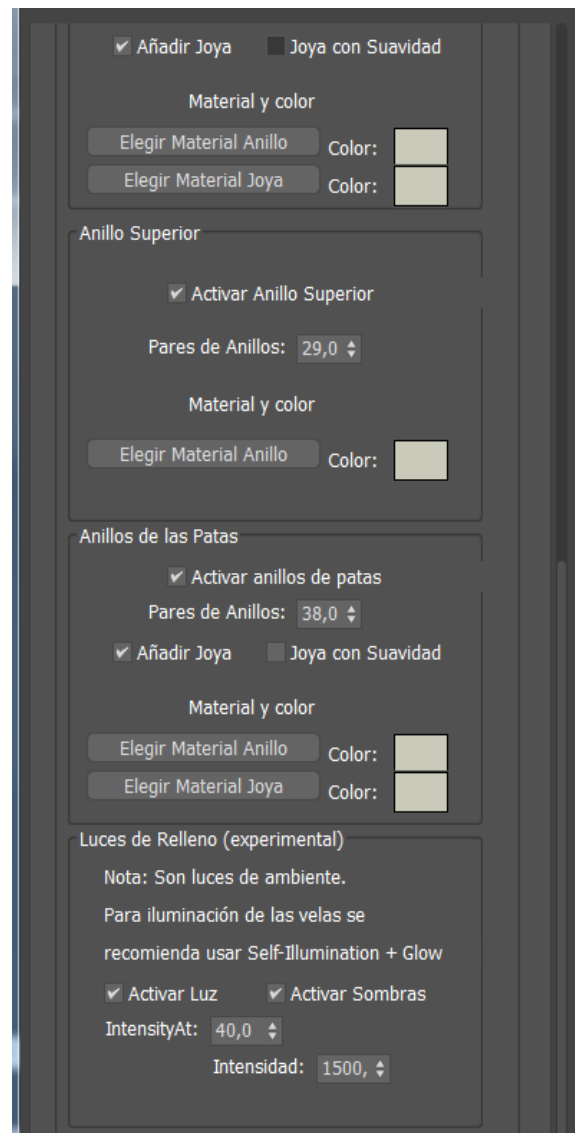 Añadir Joya Joya con Suavidad
Material y color
Elegir Material Anillo Color:
Elegir Material Joya Color:
Anillo Superior
Activar Anillo Superior
Pares de Anillos: 29,0
Material y color
Elegir Material Anillo Color:
Anillos de las Patas
Activar anillos de patas
Pares de Anillos: 38,0
Añadir Joya Joya con Suavidad
Material y color
Elegir Material Anillo Color:
Elegir Material Joya Color:
Luces de Relleno (experimental)
Nota: Son luces de ambiente.
Para iluminación de las velas se
recomienda usar Self-Illumination + Glow
Activar Luz Activar Sombras
IntensityAt: 40,0
Intensidad: 1500,